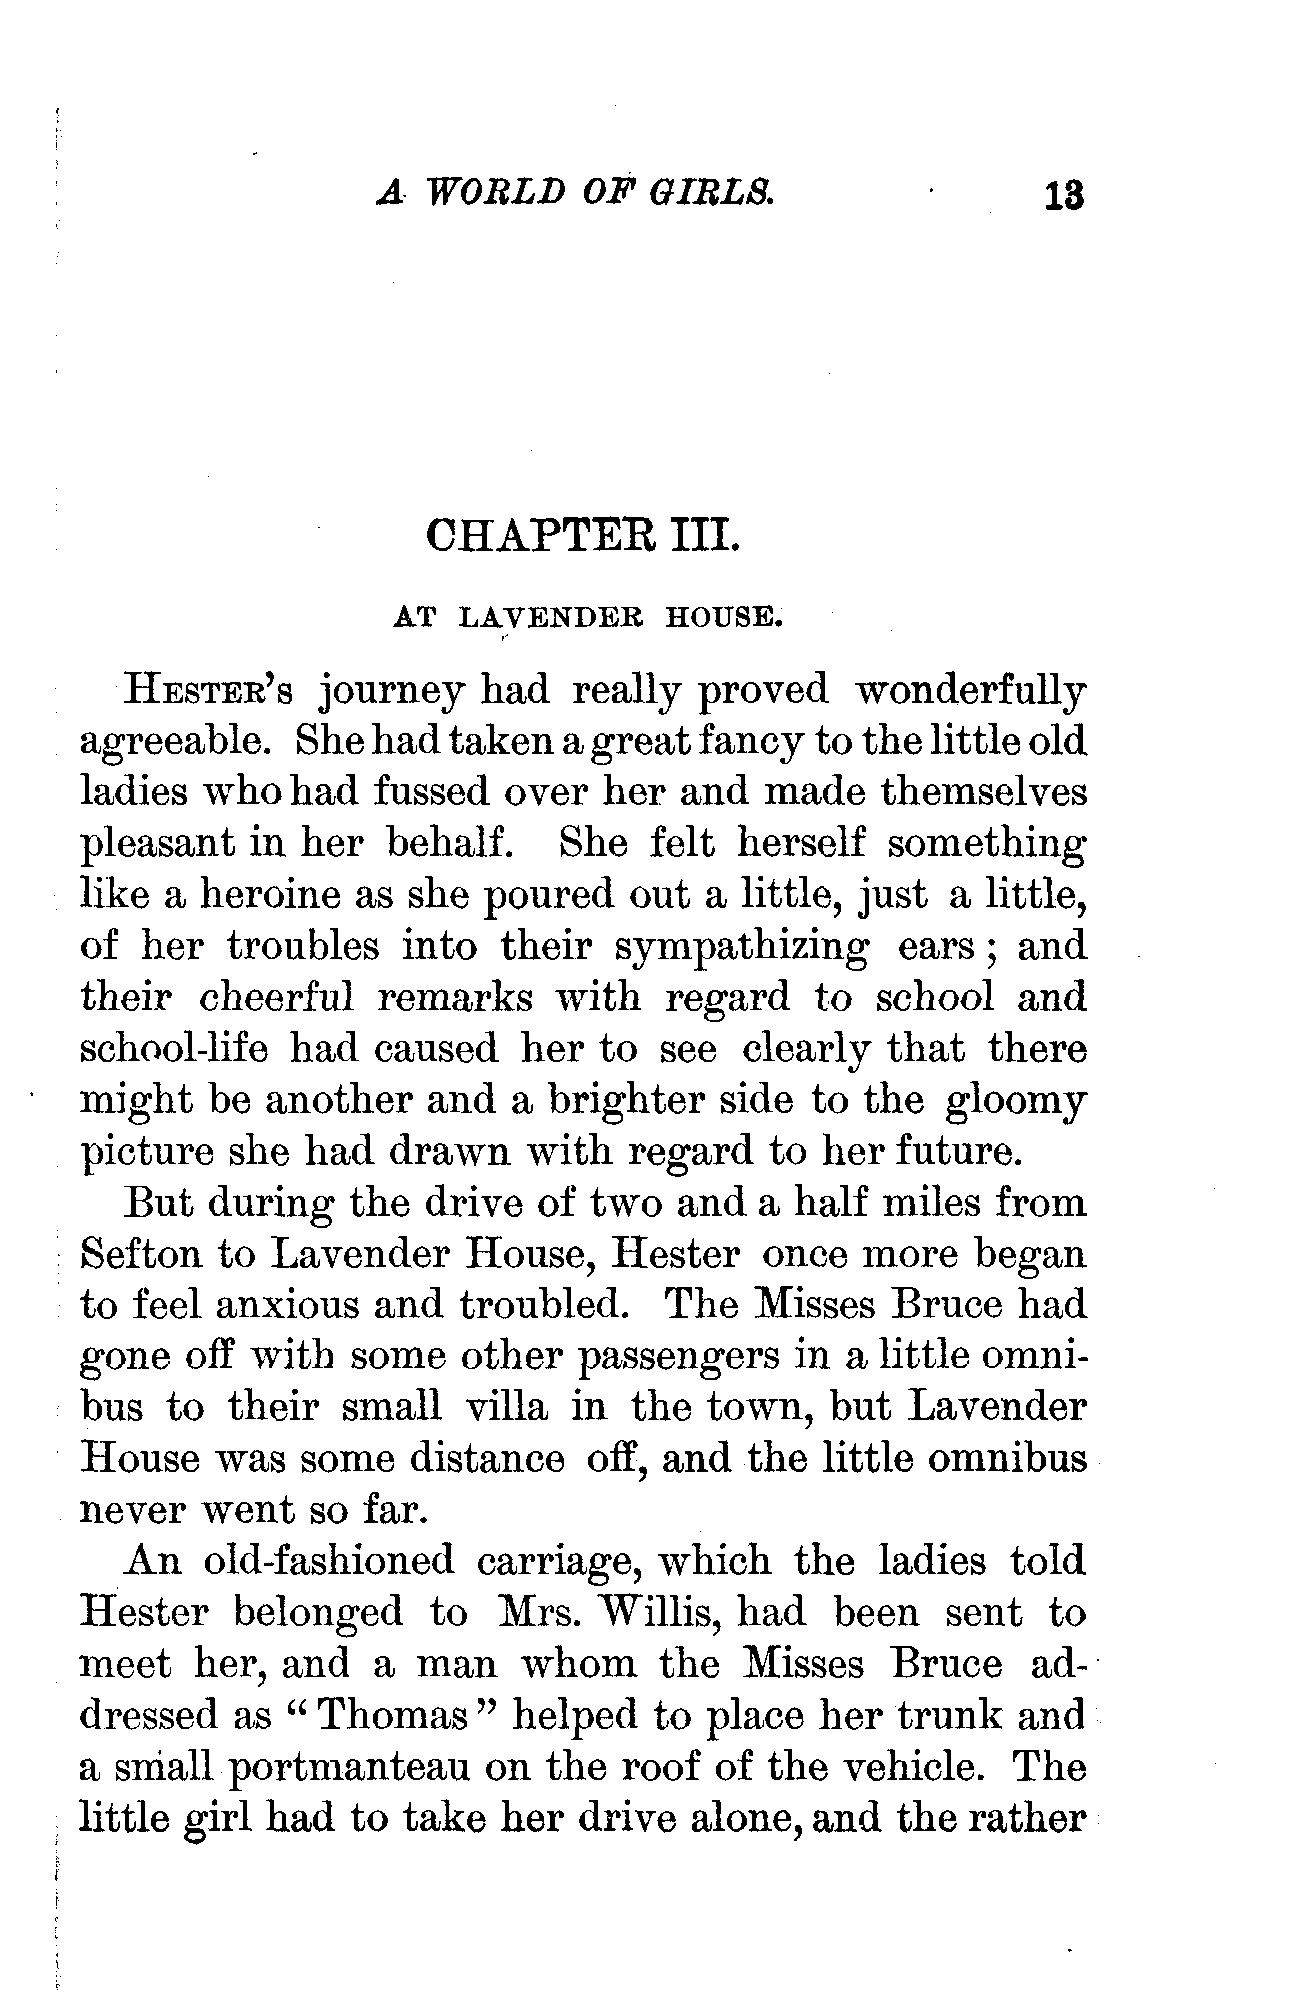 A WORLD OF GIRLS. 13
CHAPTER III.
AT LAVENDER HOUSE.
HESTER'S journey had really proved wonderfully
agreeable. She had taken a great fancy to the little old
ladies who had fussed over her and made themselves
pleasant in her behalf. She felt herself something
like a heroine as she poured out a little, just a little,
of her troubles into their sympathizing ears; and
their cheerful remarks with regard to school and
school-life had caused her to see clearly that there
might be another and a brighter side to the gloomy
picture she had drawn with regard to her future.
But during the drive of two and a half miles from
Sefton to Lavender House, Hester once more began
to feel anxious and troubled. The Misses Bruce had
gone off with some other passengers in a little omni-
bus to their small villa in the town, but Lavender
House was some distance off, and the little omnibus
never went so far.
An old-fashioned carriage, which the ladies told
Hester belonged to Mrs. Willis, had been sent to
meet her, and a man whom the Misses Bruce ad-
dressed as "Thomas" helped to place her trunk and
a small portmanteau on the roof of the vehicle. The
little girl had to take her drive alone, and the rather